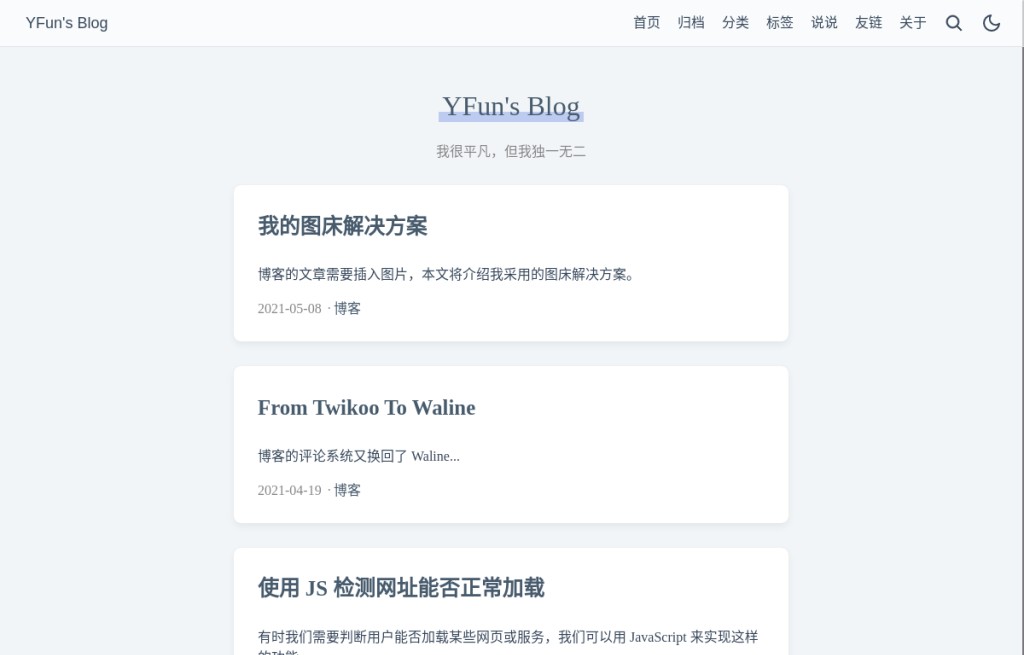 YFun's Blog 首页 归档 分类 标签 说说 友链 关于
YFun's Blog
我很平凡，但我独一无二
我的图床解决方案
博客的文章需要插入图片，本文将介绍我采用的图床解决方案。
2021-05-08 · 博客
From Twikoo To Waline
博客的评论系统又换回了 Waline...
2021-04-19 · 博客
使用 JS 检测网址能否正常加载
有时我们需要判断用户能否加载某些网页或服务，我们可以用 JavaScript 来实现这样